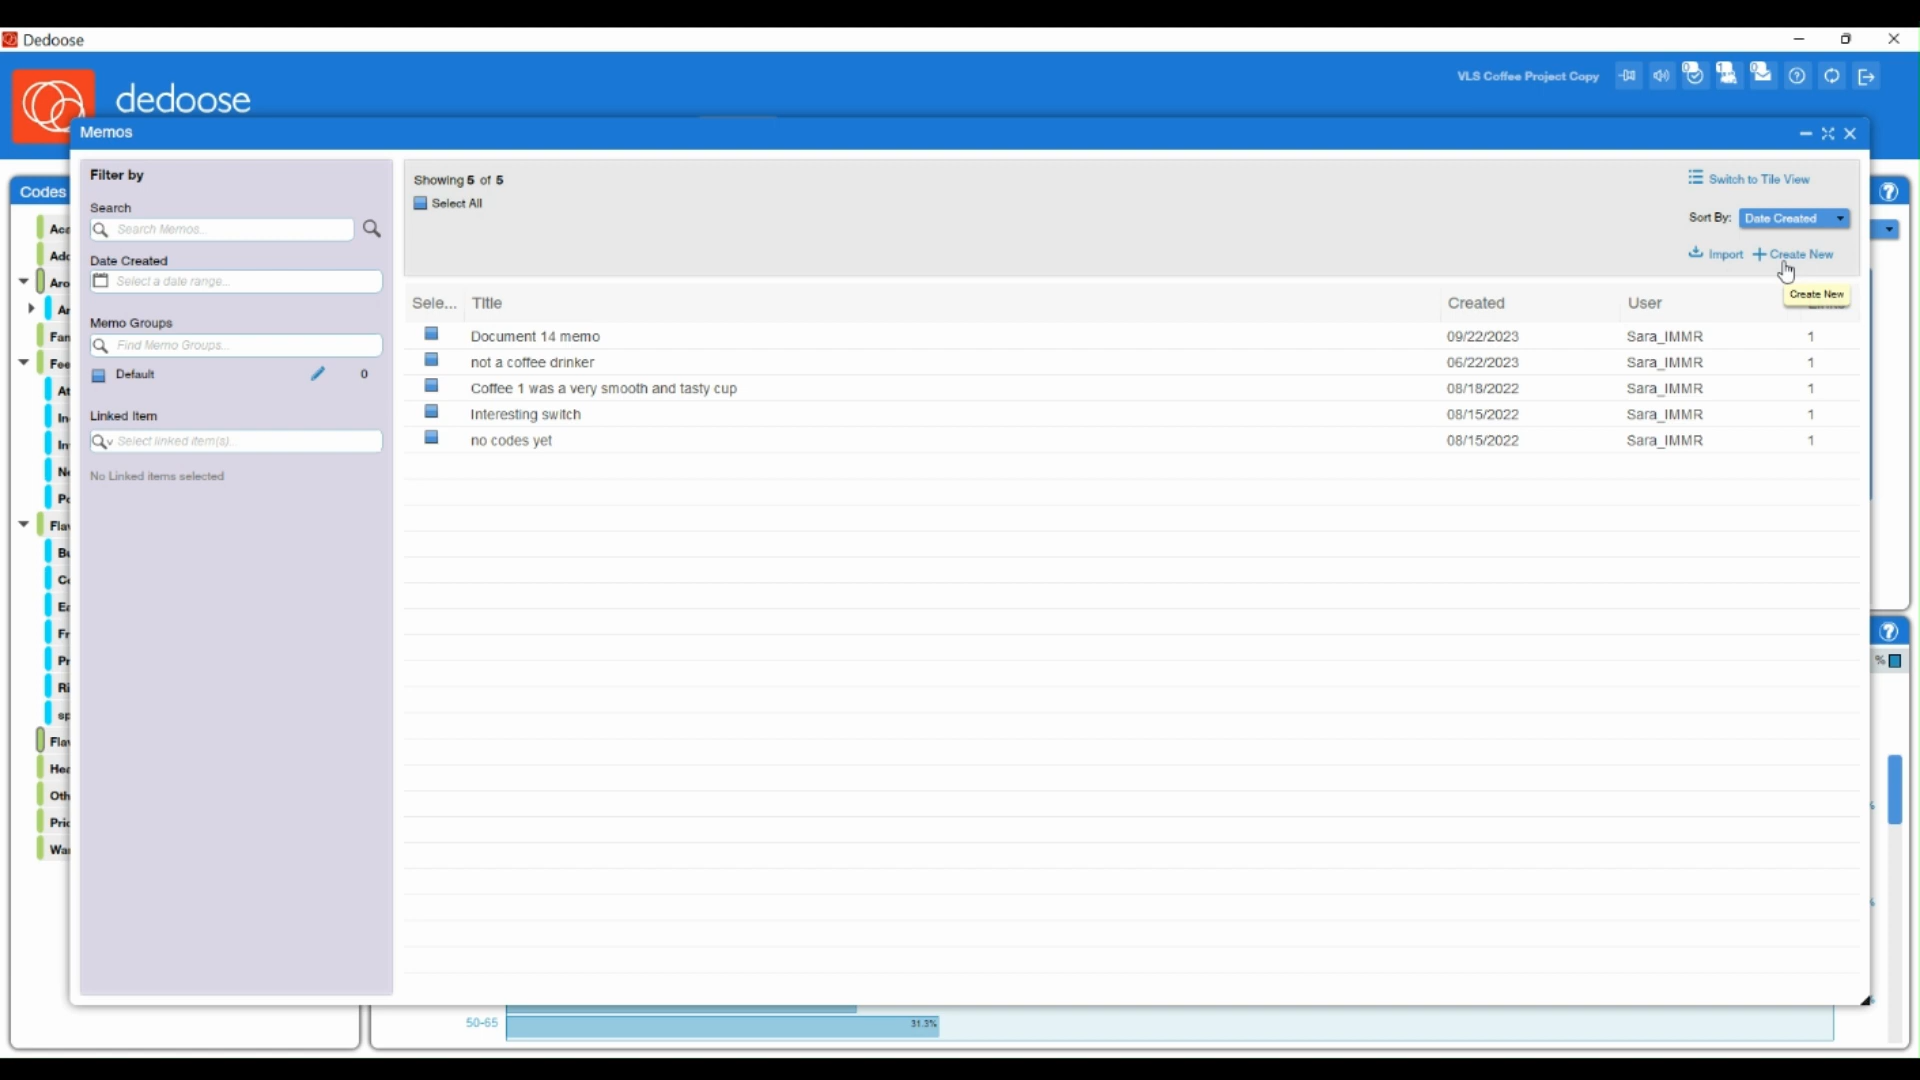 Dedoose
dedoose
VLS Coffee Project Copy
0
1
0
Memos
Codes
Filter by
Search
Search Memos...
Date Created
Select a date range...
Memo Groups
Find Memo Groups...
Default 0
Linked Item
Select linked item(s)...
No Linked items selected
Showing 5 of 5
Select All
Switch to Tile View
Sort By: Date Created
Import Create New
Create New
Sele... Title Created User
Document 14 memo 09/22/2023 Sara_IMMR 1
not a coffee drinker 06/22/2023 Sara_IMMR 1
Coffee 1 was a very smooth and tasty cup 08/18/2022 Sara_IMMR 1
Interesting switch 08/15/2022 Sara_IMMR 1
no codes yet 08/15/2022 Sara_IMMR 1
%
50-65 31.3%